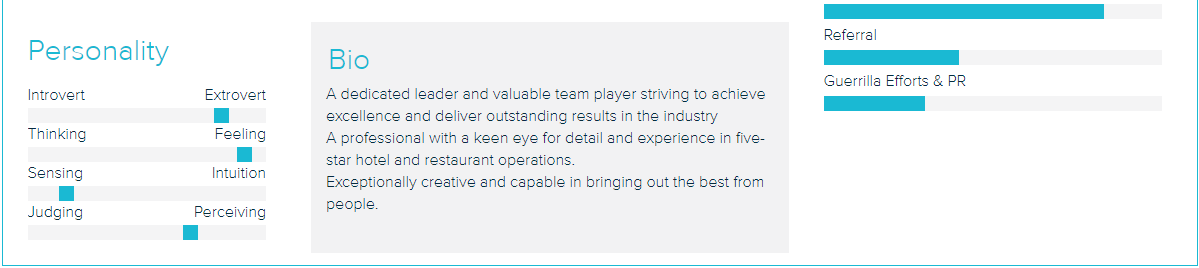 Personality
Introvert Extrovert
Thinking Feeling
Sensing Intuition
Judging Perceiving
Bio
A dedicated leader and valuable team player striving to achieve
excellence and deliver outstanding results in the industry
A professional with a keen eye for detail and experience in five-
star hotel and restaurant operations.
Exceptionally creative and capable in bringing out the best from
people.
Referral
Guerrilla Efforts & PR